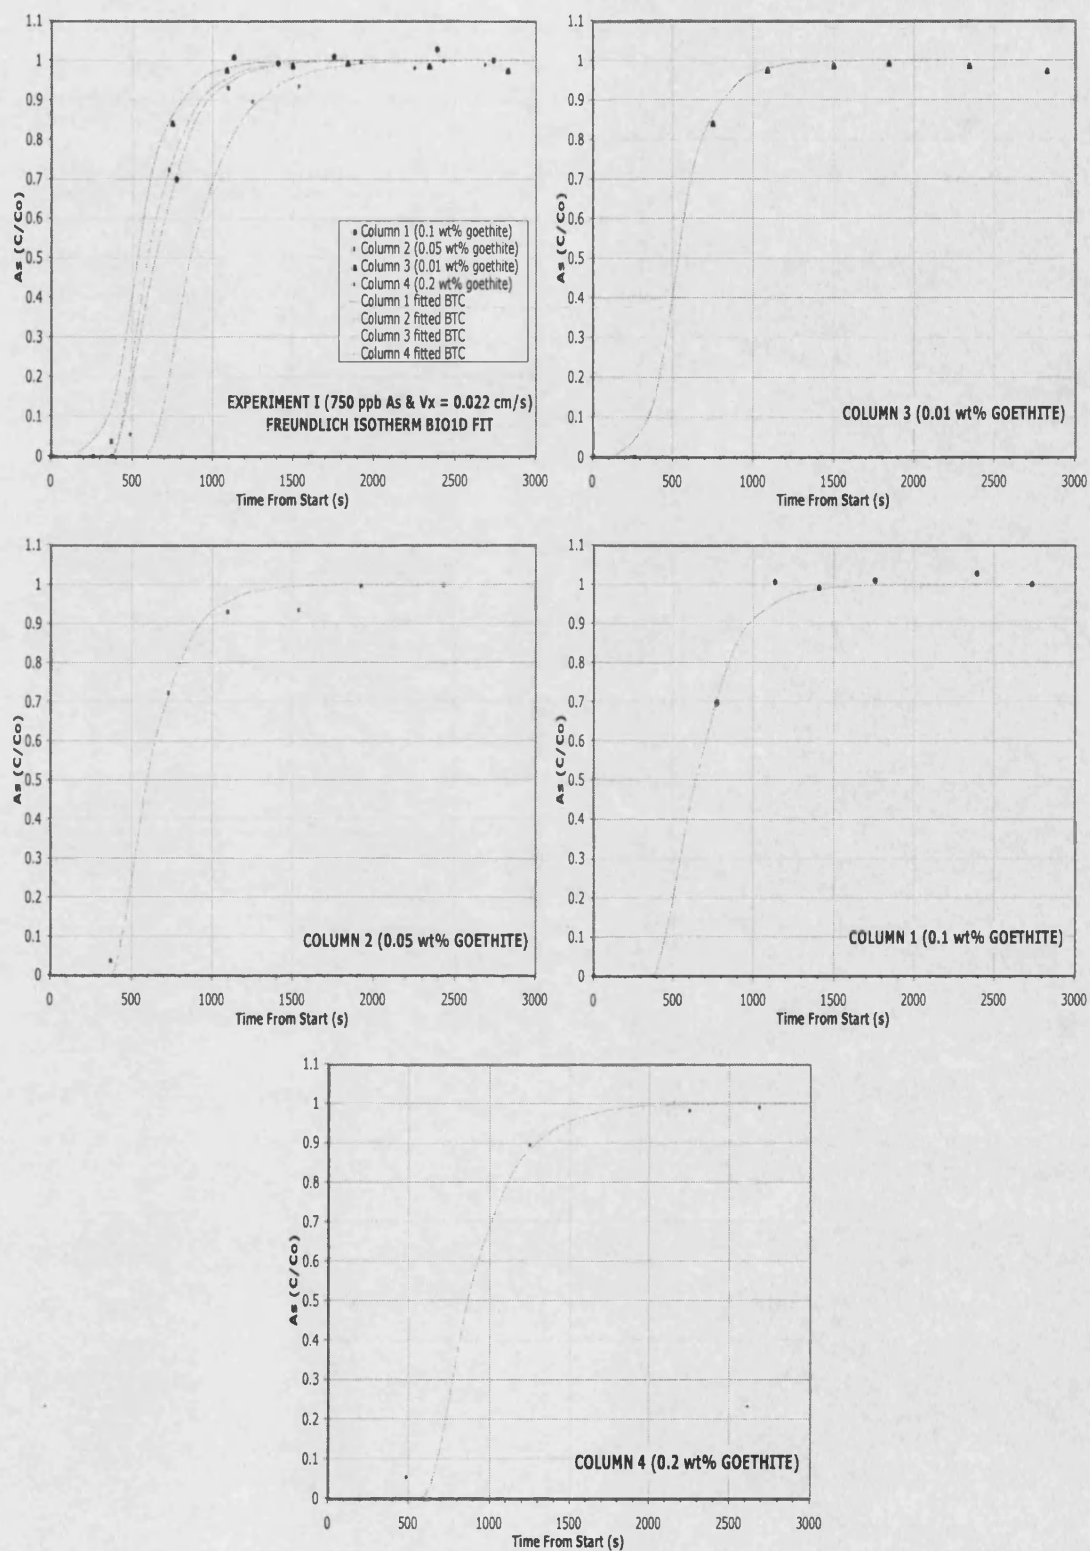 1.1
1
0.9
0.8
0.7
0.6
0.5
0.4
0.3
0.2
0.1
0
As (C/Co)
Column 1 (0.1 wt% goethite)
Column 2 (0.05 wt% goethite)
Column 3 (0.01 wt% goethite)
Column 4 (0.2 wt% goethite)
Column 1 fitted BTC
Column 2 fitted BTC
Column 3 fitted BTC
Column 4 fitted BTC
EXPERIMENT I (750 ppb As & Vx = 0.022 cm/s)
FREUNDLICH ISOTHERM BIO1D FIT
0 500 1000 1500 2000 2500 3000
Time From Start (s)
1.1
1
0.9
0.8
0.7
0.6
0.5
0.4
0.3
0.2
0.1
0
As (C/Co)
COLUMN 3 (0.01 wt% GOETHITE)
0 500 1000 1500 2000 2500 3000
Time From Start (s)
1.1
1
0.9
0.8
0.7
0.6
0.5
0.4
0.3
0.2
0.1
0
As (C/Co)
COLUMN 2 (0.05 wt% GOETHITE)
0 500 1000 1500 2000 2500 3000
Time From Start (s)
1.1
1
0.9
0.8
0.7
0.6
0.5
0.4
0.3
0.2
0.1
0
As (C/Co)
COLUMN 1 (0.1 wt% GOETHITE)
0 500 1000 1500 2000 2500 3000
Time From Start (s)
1.1
1
0.9
0.8
0.7
0.6
0.5
0.4
0.3
0.2
0.1
0
As (C/Co)
COLUMN 4 (0.2 wt% GOETHITE)
0 500 1000 1500 2000 2500 3000
Time From Start (s)